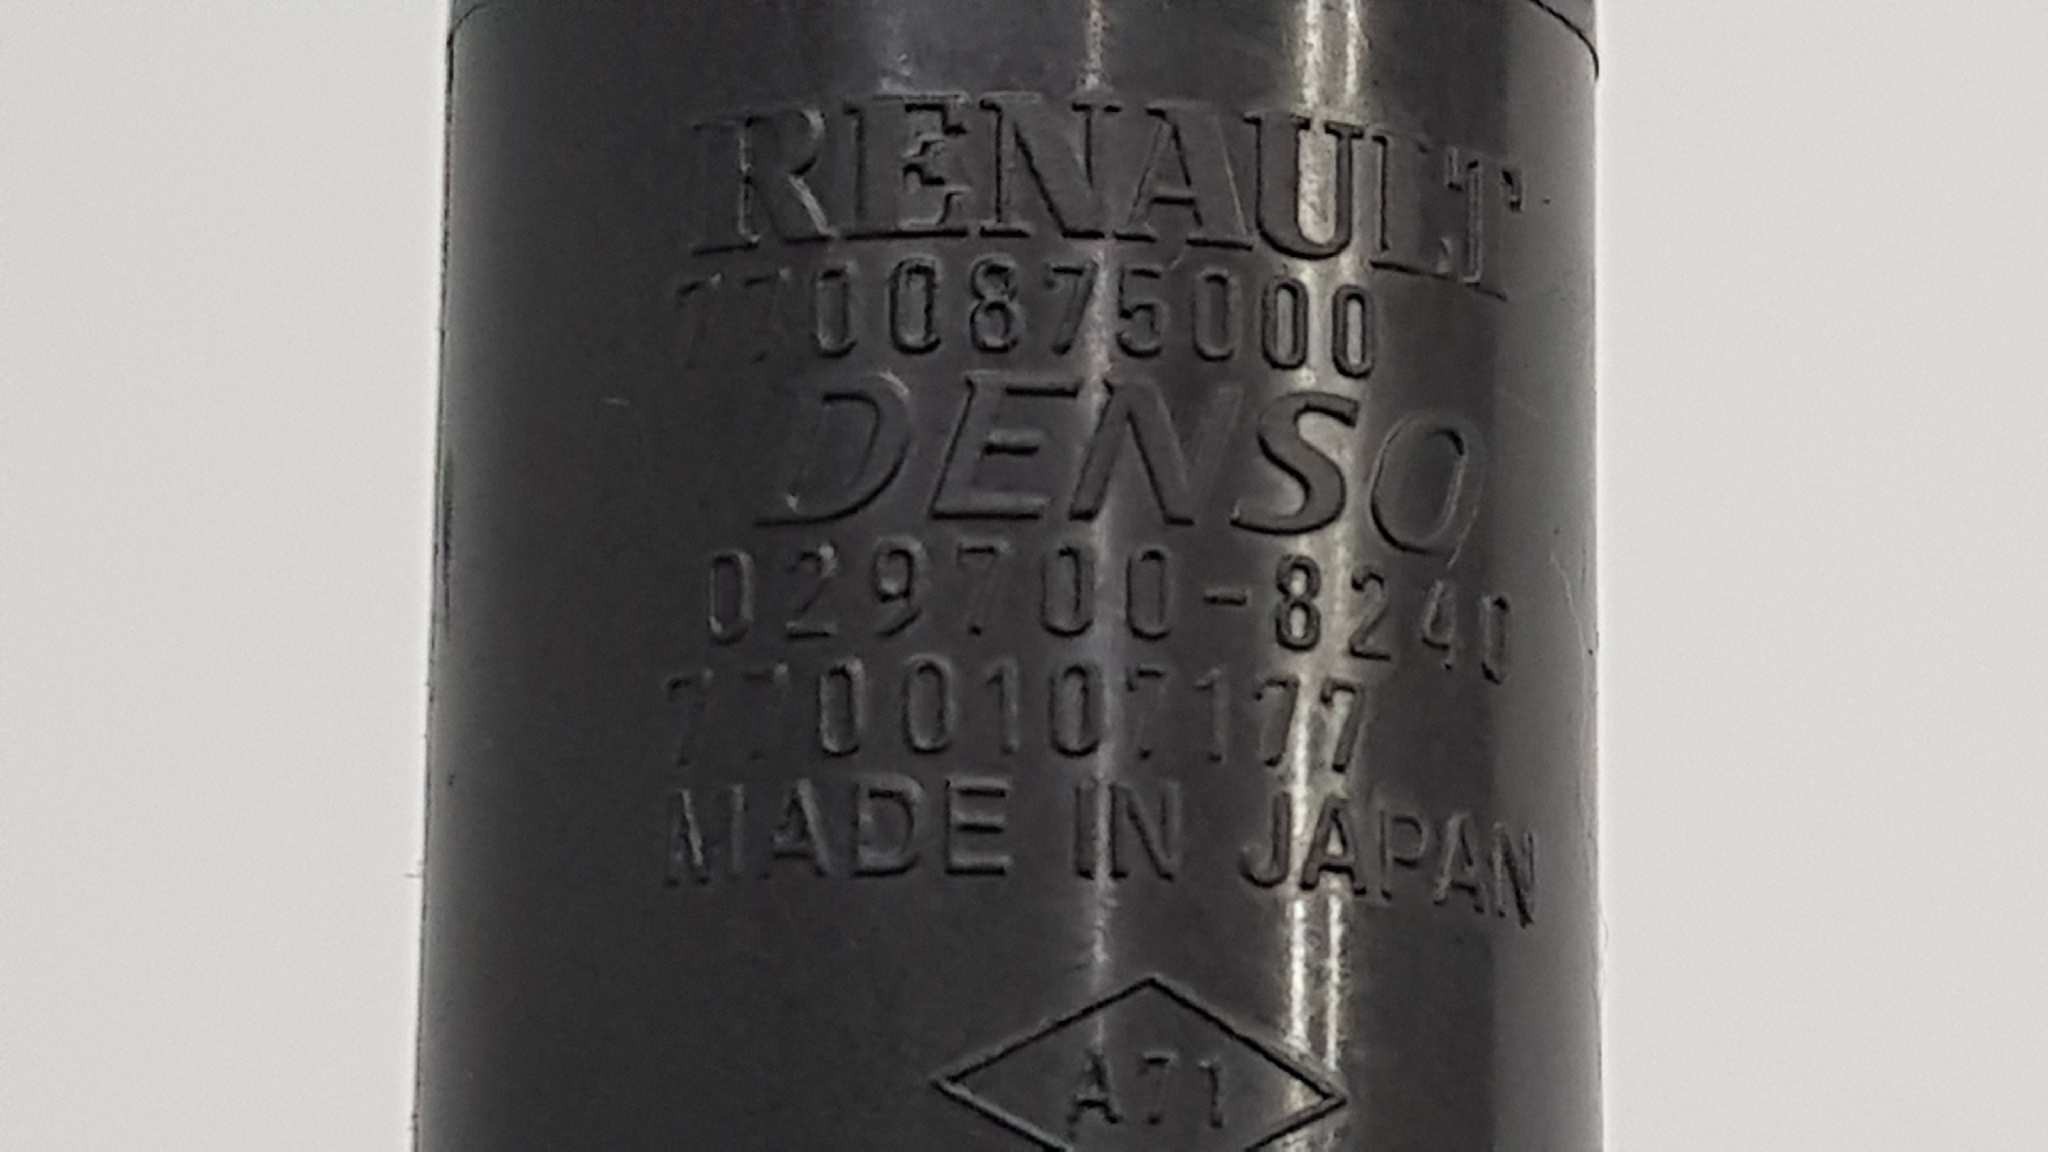 RENAULT
7700875000
DENSO
029700-8240
7700107177
MADE IN JAPAN
A71